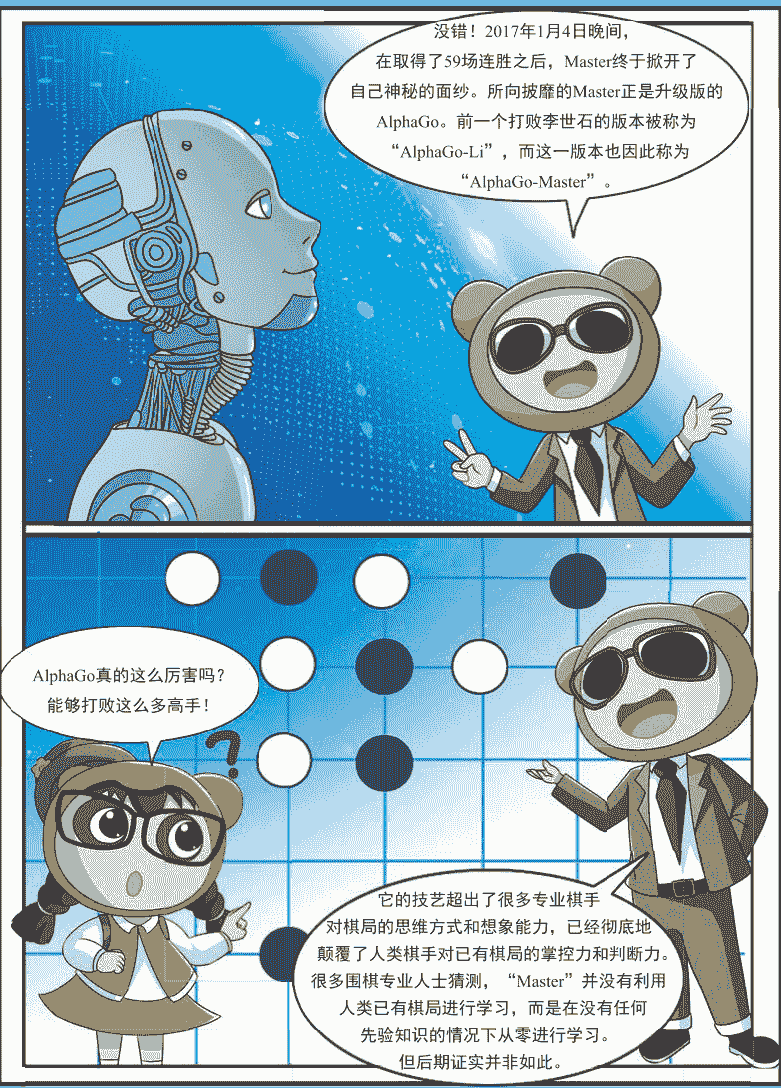 没错！2017年1月4日晚间，
在取得了59场连胜之后，Master终于掀开了
自己神秘的面纱。所向披靡的Master正是升级版的
AlphaGo。前一个打败李世石的版本被称为
“AlphaGo-Li”，而这一版本也因此称为
“AlphaGo-Master”。
AlphaGo真的这么厉害吗？
能够打败这么多高手！
?
它的技艺超出了很多专业棋手
对棋局的思维方式和想象能力，已经彻底地
颠覆了人类棋手对已有棋局的掌控力和判断力。
很多围棋专业人士猜测，“Master”并没有利用
人类已有棋局进行学习，而是在没有任何
先验知识的情况下从零进行学习。
但后期证实并非如此。